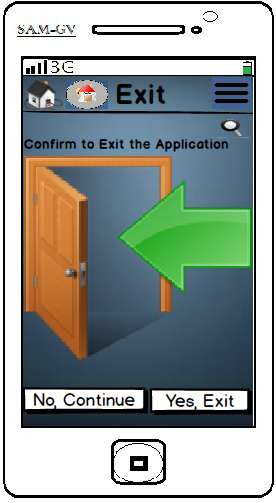 SAM-GV
3G
Exit
Confirm to Exit the Application
No, Continue
Yes, Exit